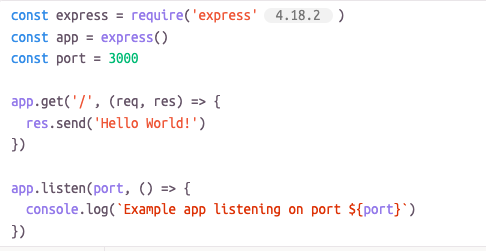 const express = require('express' 4.18.2 )
const app = express()
const port = 3000

app.get('/', (req, res) => {
  res.send('Hello World!')
})

app.listen(port, () => {
  console.log(`Example app listening on port ${port}`)
})